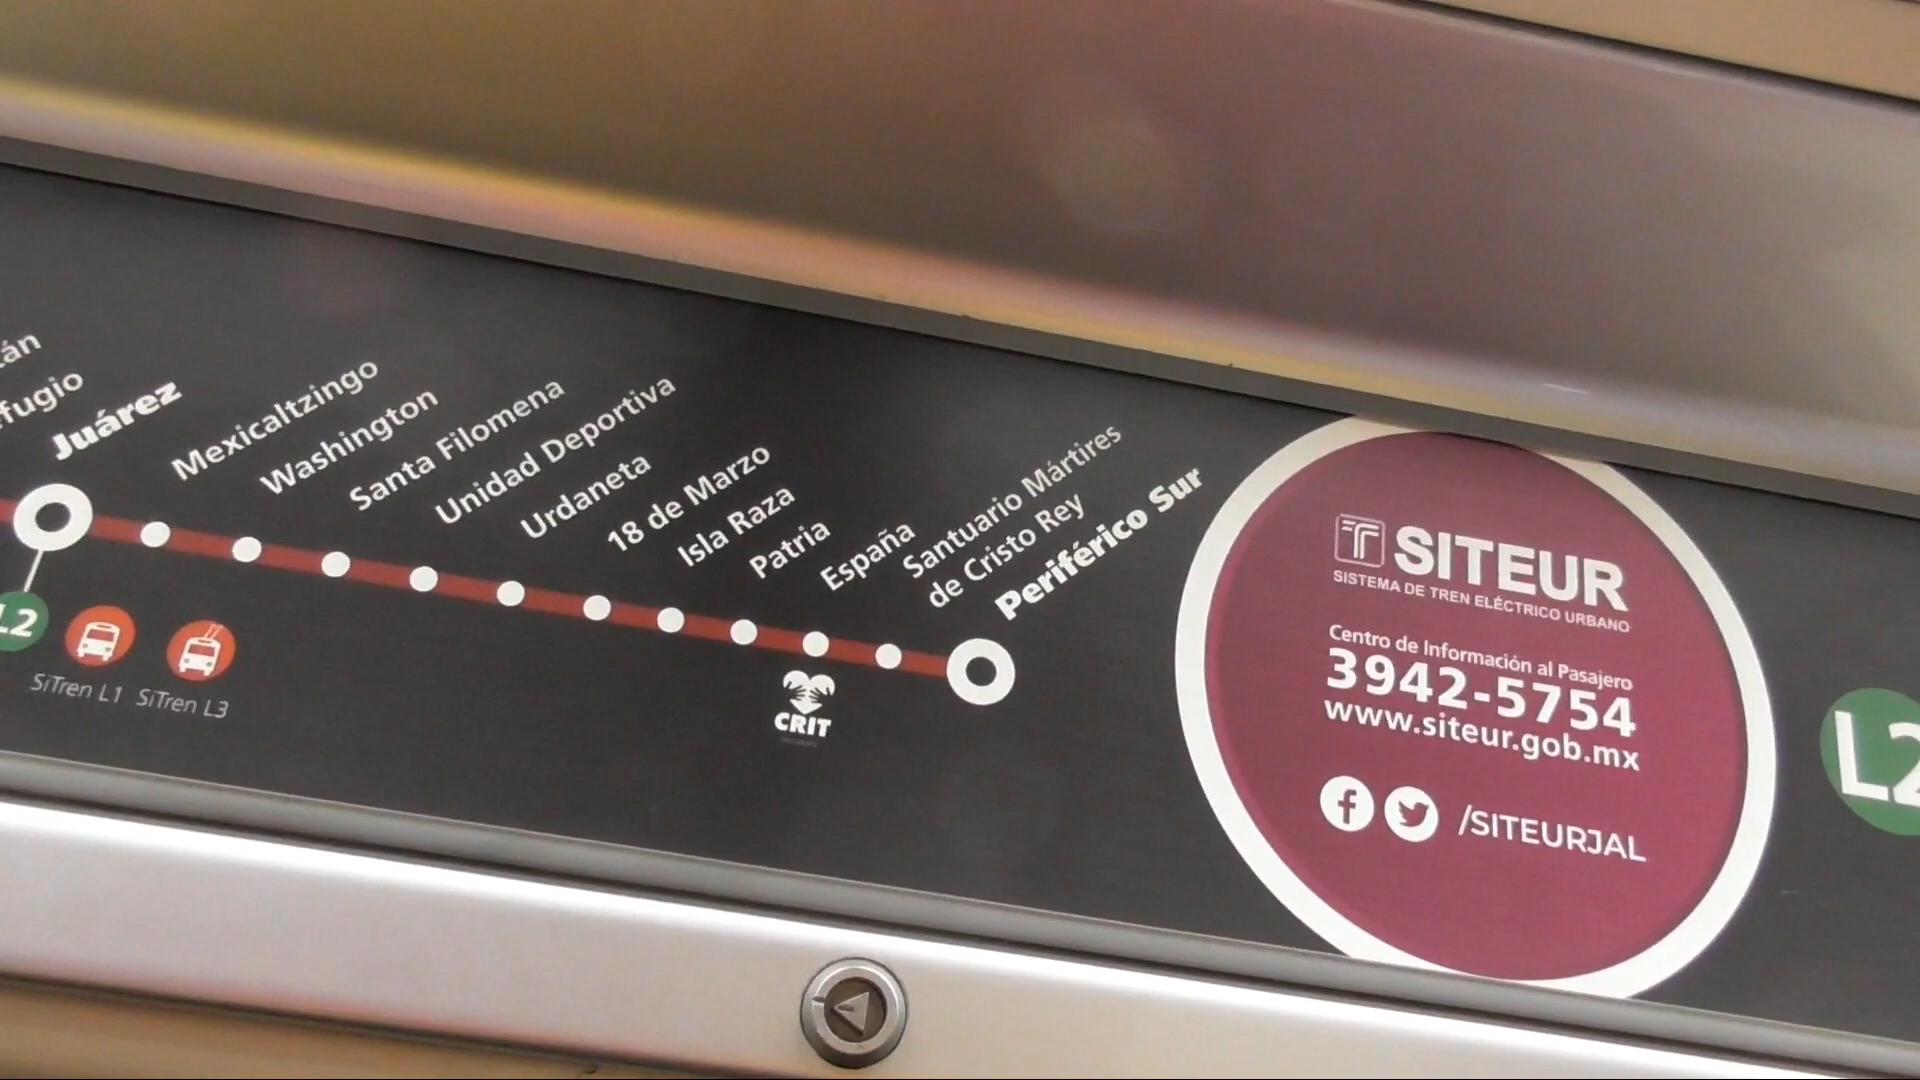 Juárez
Mexicaltzingo
Washington
Santa Filomena
Unidad Deportiva
Urdaneta
18 de Marzo
Isla Raza
Patria
España
Santuario Mártires
de Cristo Rey
Periférico Sur
L2
SiTren L1
SiTren L3
CRIT
SITEUR
SISTEMA DE TREN ELÉCTRICO URBANO
Centro de Información al Pasajero
3942-5754
www.siteur.gob.mx
/SITEURJAL
L2